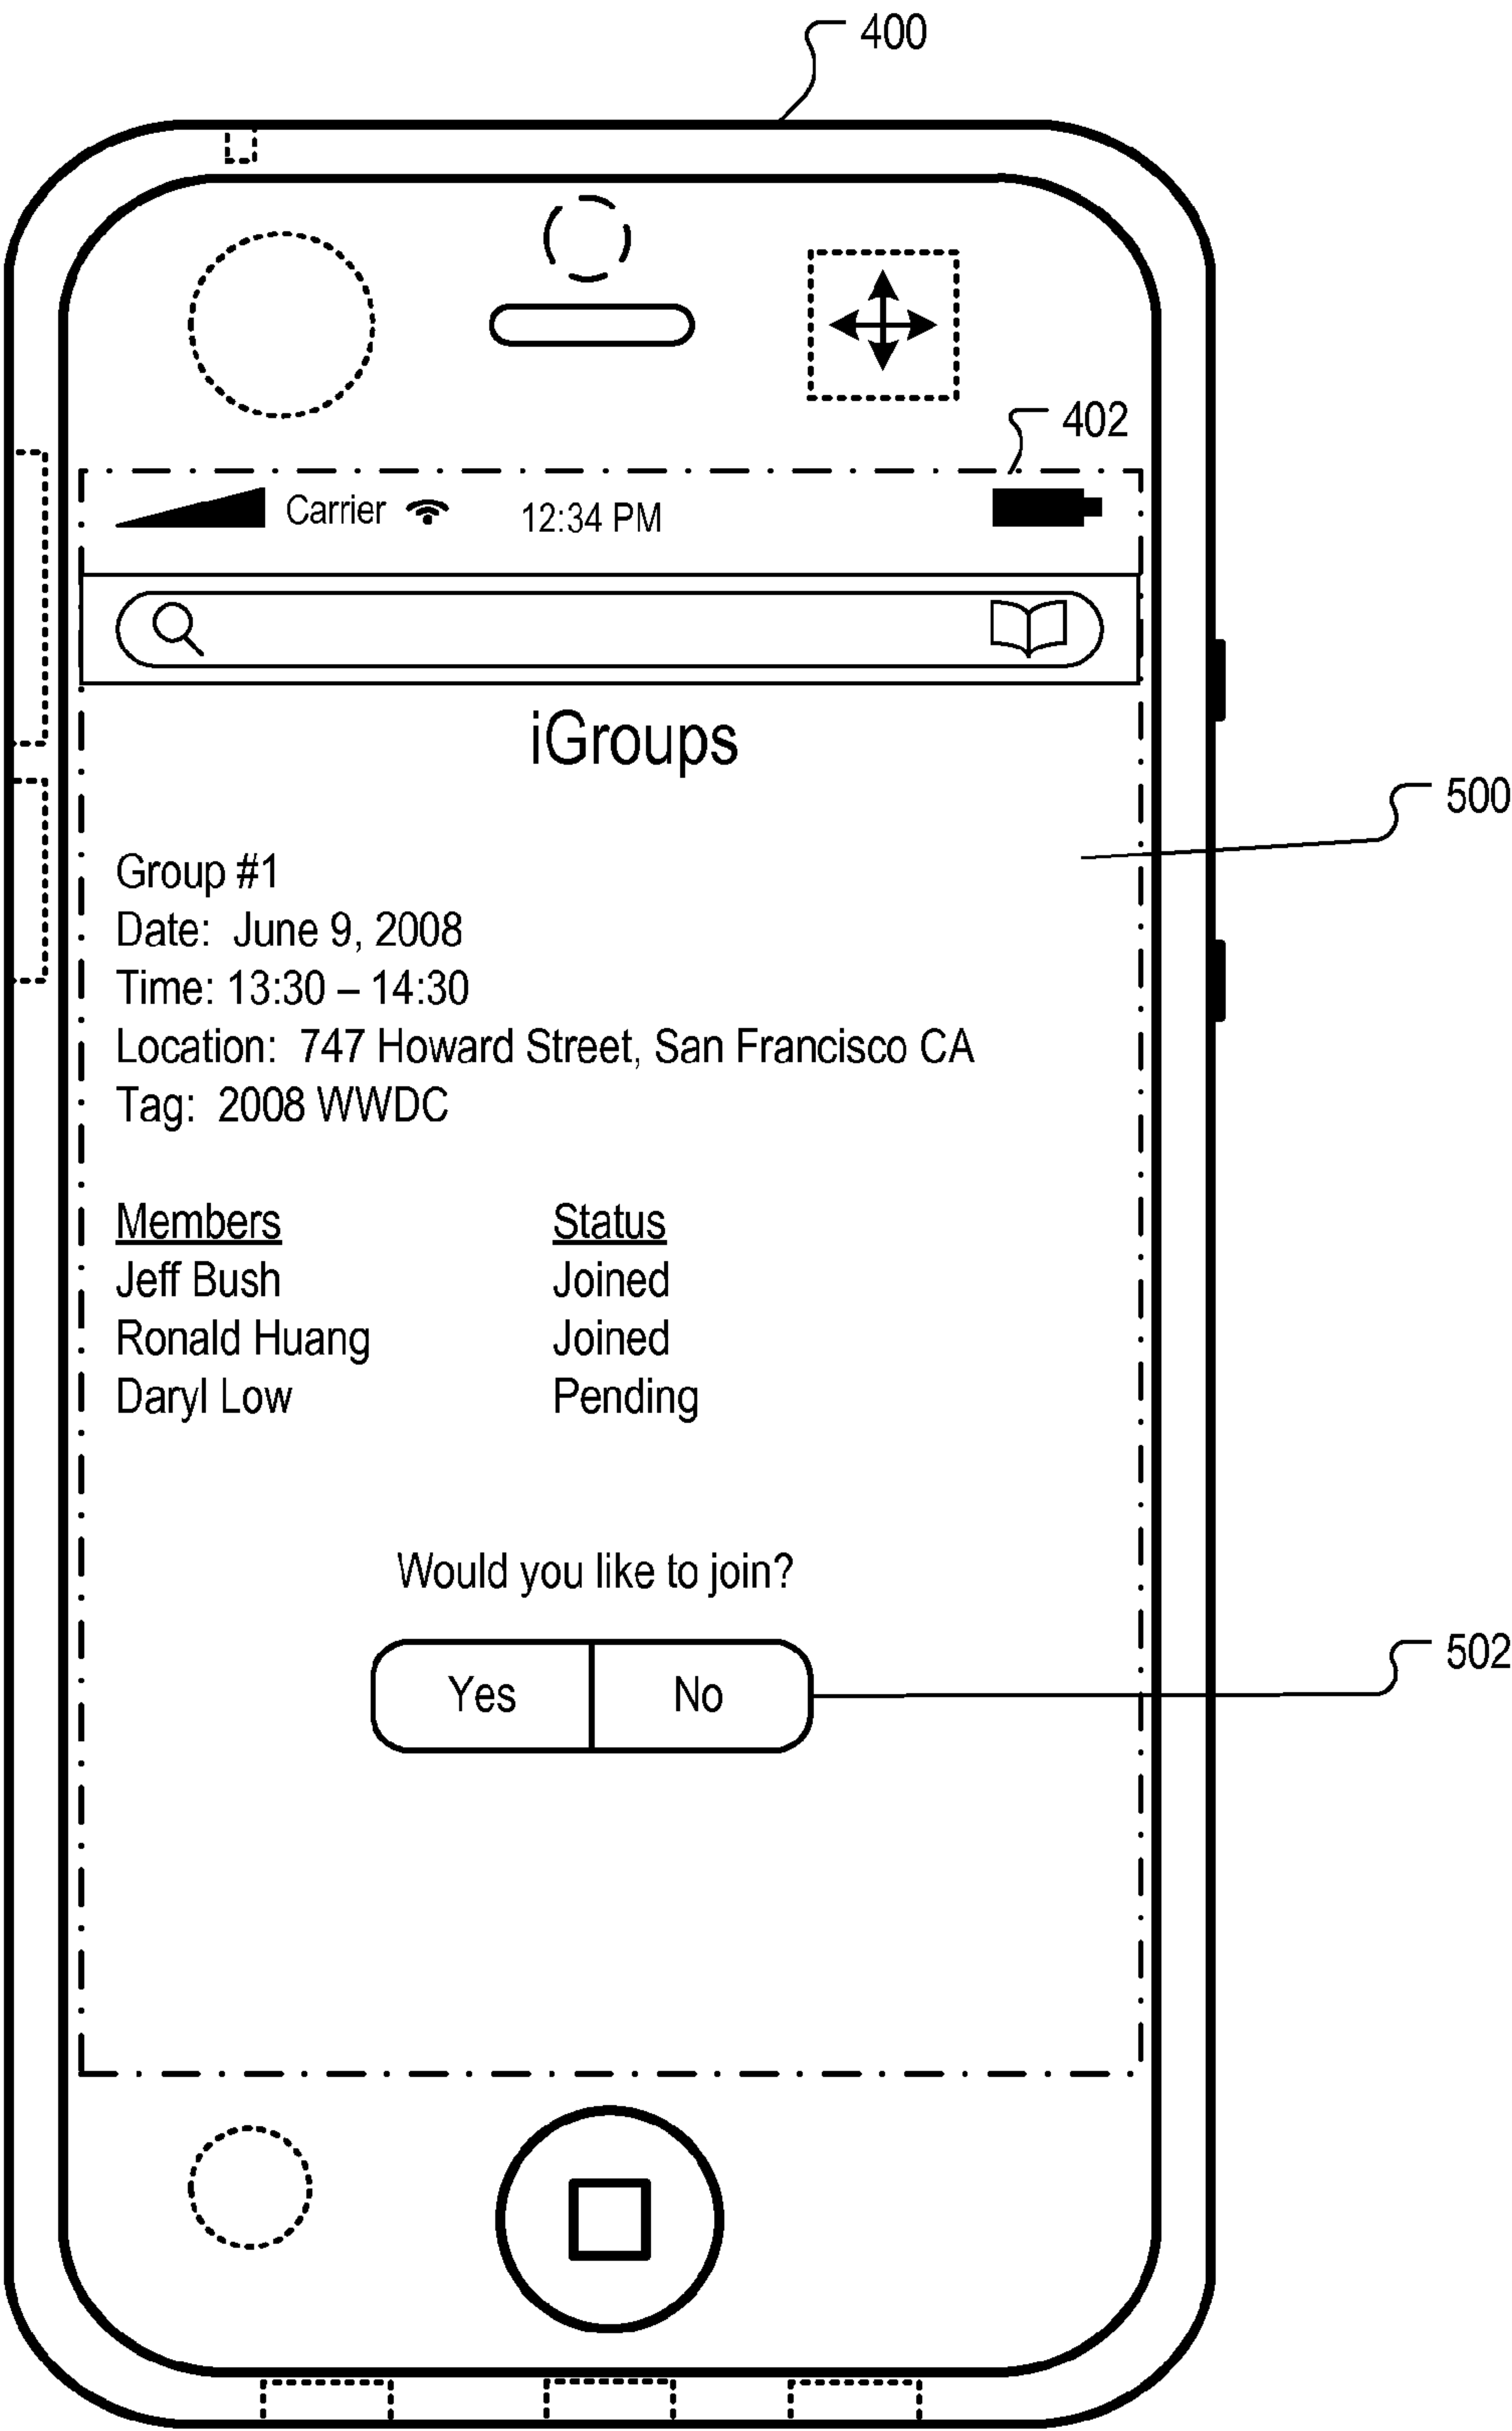 400
402
Carrier 12:34 PM
iGroups
500
Group #1
Date: June 9, 2008
Time: 13:30 – 14:30
Location: 747 Howard Street, San Francisco CA
Tag: 2008 WWDC
Members Status
Jeff Bush Joined
Ronald Huang Joined
Daryl Low Pending
Would you like to join?
502
Yes No